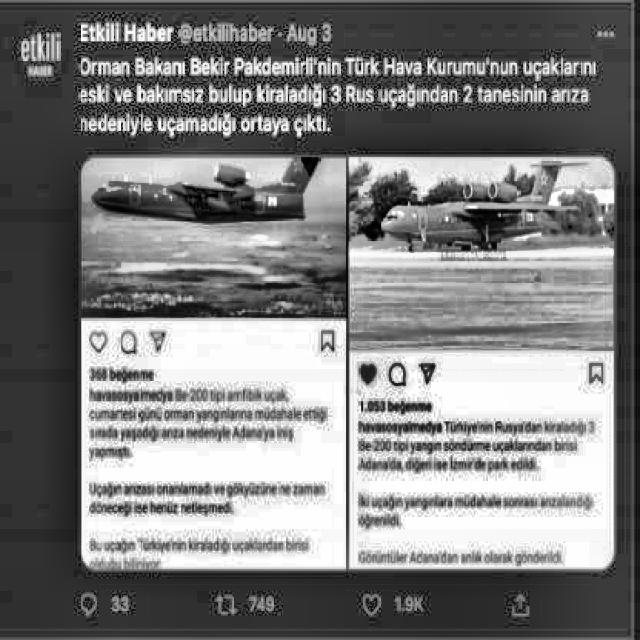 etkili
HABER
Etkili Haber @etkilihaber · Aug 3
Orman Bakanı Bekir Pakdemirli'nin Türk Hava Kurumu'nun uçaklarını
eski ve bakımsız bulup kiraladığı 3 Rus uçağından 2 tanesinin arıza
nedeniyle uçamadığı ortaya çıktı.
368 beğenme
havasosyalmedya Be-200 tipi amfibik uçak,
cumartesi günü orman yangınlarına müdahale ettiği
sırada yaşadığı arıza nedeniyle Adana'ya iniş
yapmıştı.
Uçağın arızası onarılamadı ve gökyüzüne ne zaman
döneceği ise henüz netleşmedi.
Bu uçağın Türkiye'nin kiraladığı uçaklardan birisi
1.053 beğenme
havasosyalmedya Türkiye'nin Rusya'dan kiraladığı 3
Be-200 tipi yangın söndürme uçaklarından birisi
Adana'da, diğeri ise İzmir'de park edildi.
İki uçağın yangınlara müdahale sonrası arızalandığı
öğrenildi.
Görüntüler Adana'dan anlık olarak gönderildi.
33 749 1.9K